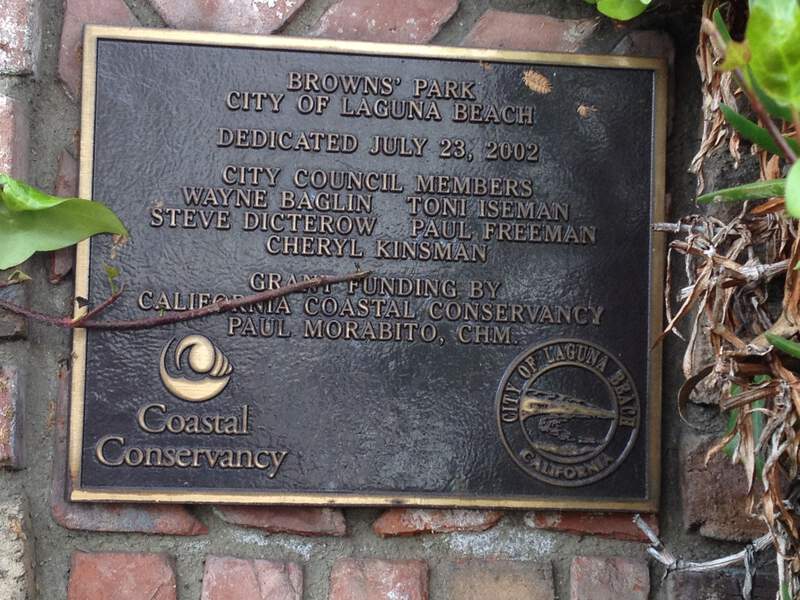 BROWNS' PARK
CITY OF LAGUNA BEACH
DEDICATED JULY 23, 2002
CITY COUNCIL MEMBERS
WAYNE BAGLIN TONI ISEMAN
STEVE DICTEROW PAUL FREEMAN
CHERYL KINSMAN
GRANT FUNDING BY
CALIFORNIA COASTAL CONSERVANCY
PAUL MORABITO, CHM.
Coastal
Conservancy
CITY OF LAGUNA BEACH
CALIFORNIA